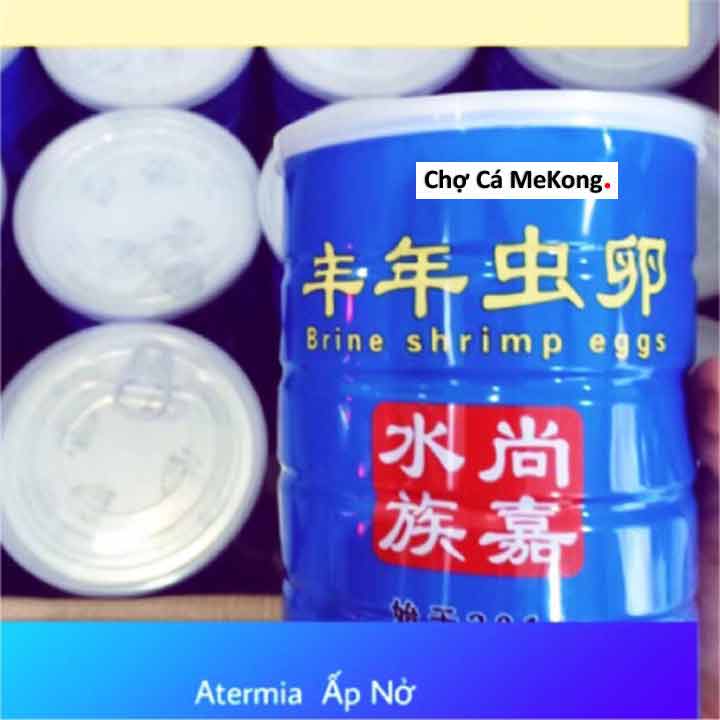 Chợ Cá MeKong.
丰年虫卵
Brine shrimp eggs
尚嘉
水族
Atermia Ấp Nở